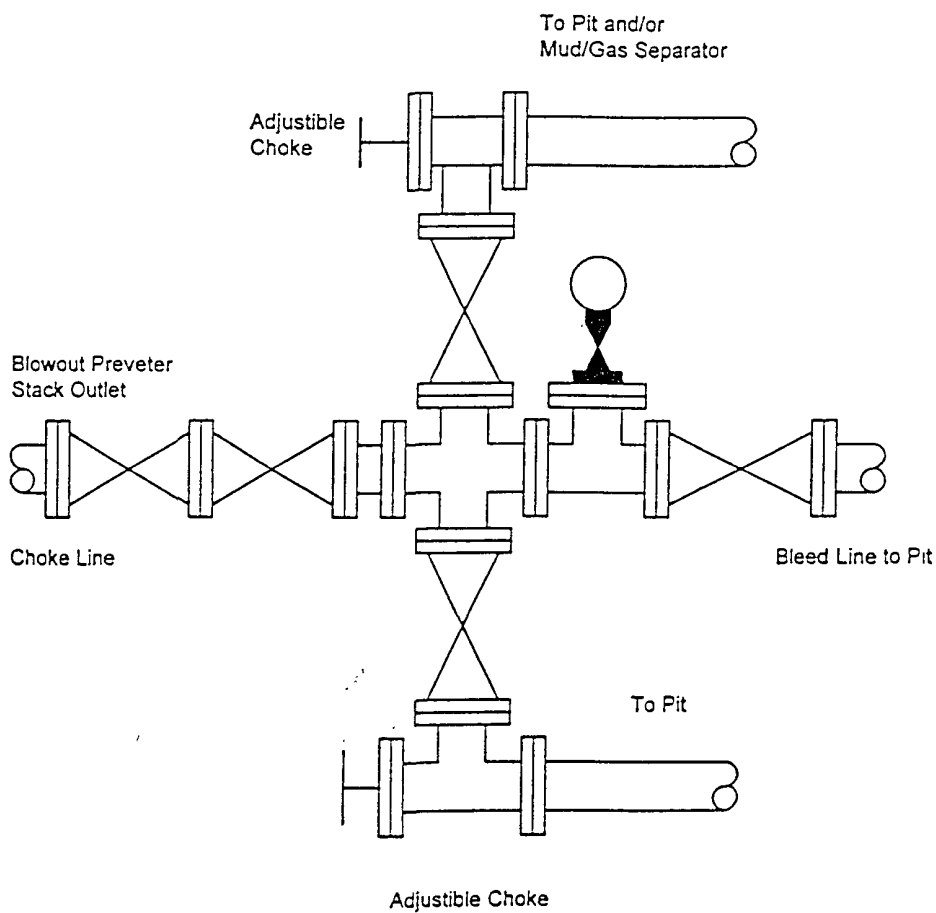 To Pit and/or
Mud/Gas Separator
Adjustible
Choke
Blowout Preveter
Stack Outlet
Choke Line
Bleed Line to Pit
To Pit
Adjustible Choke